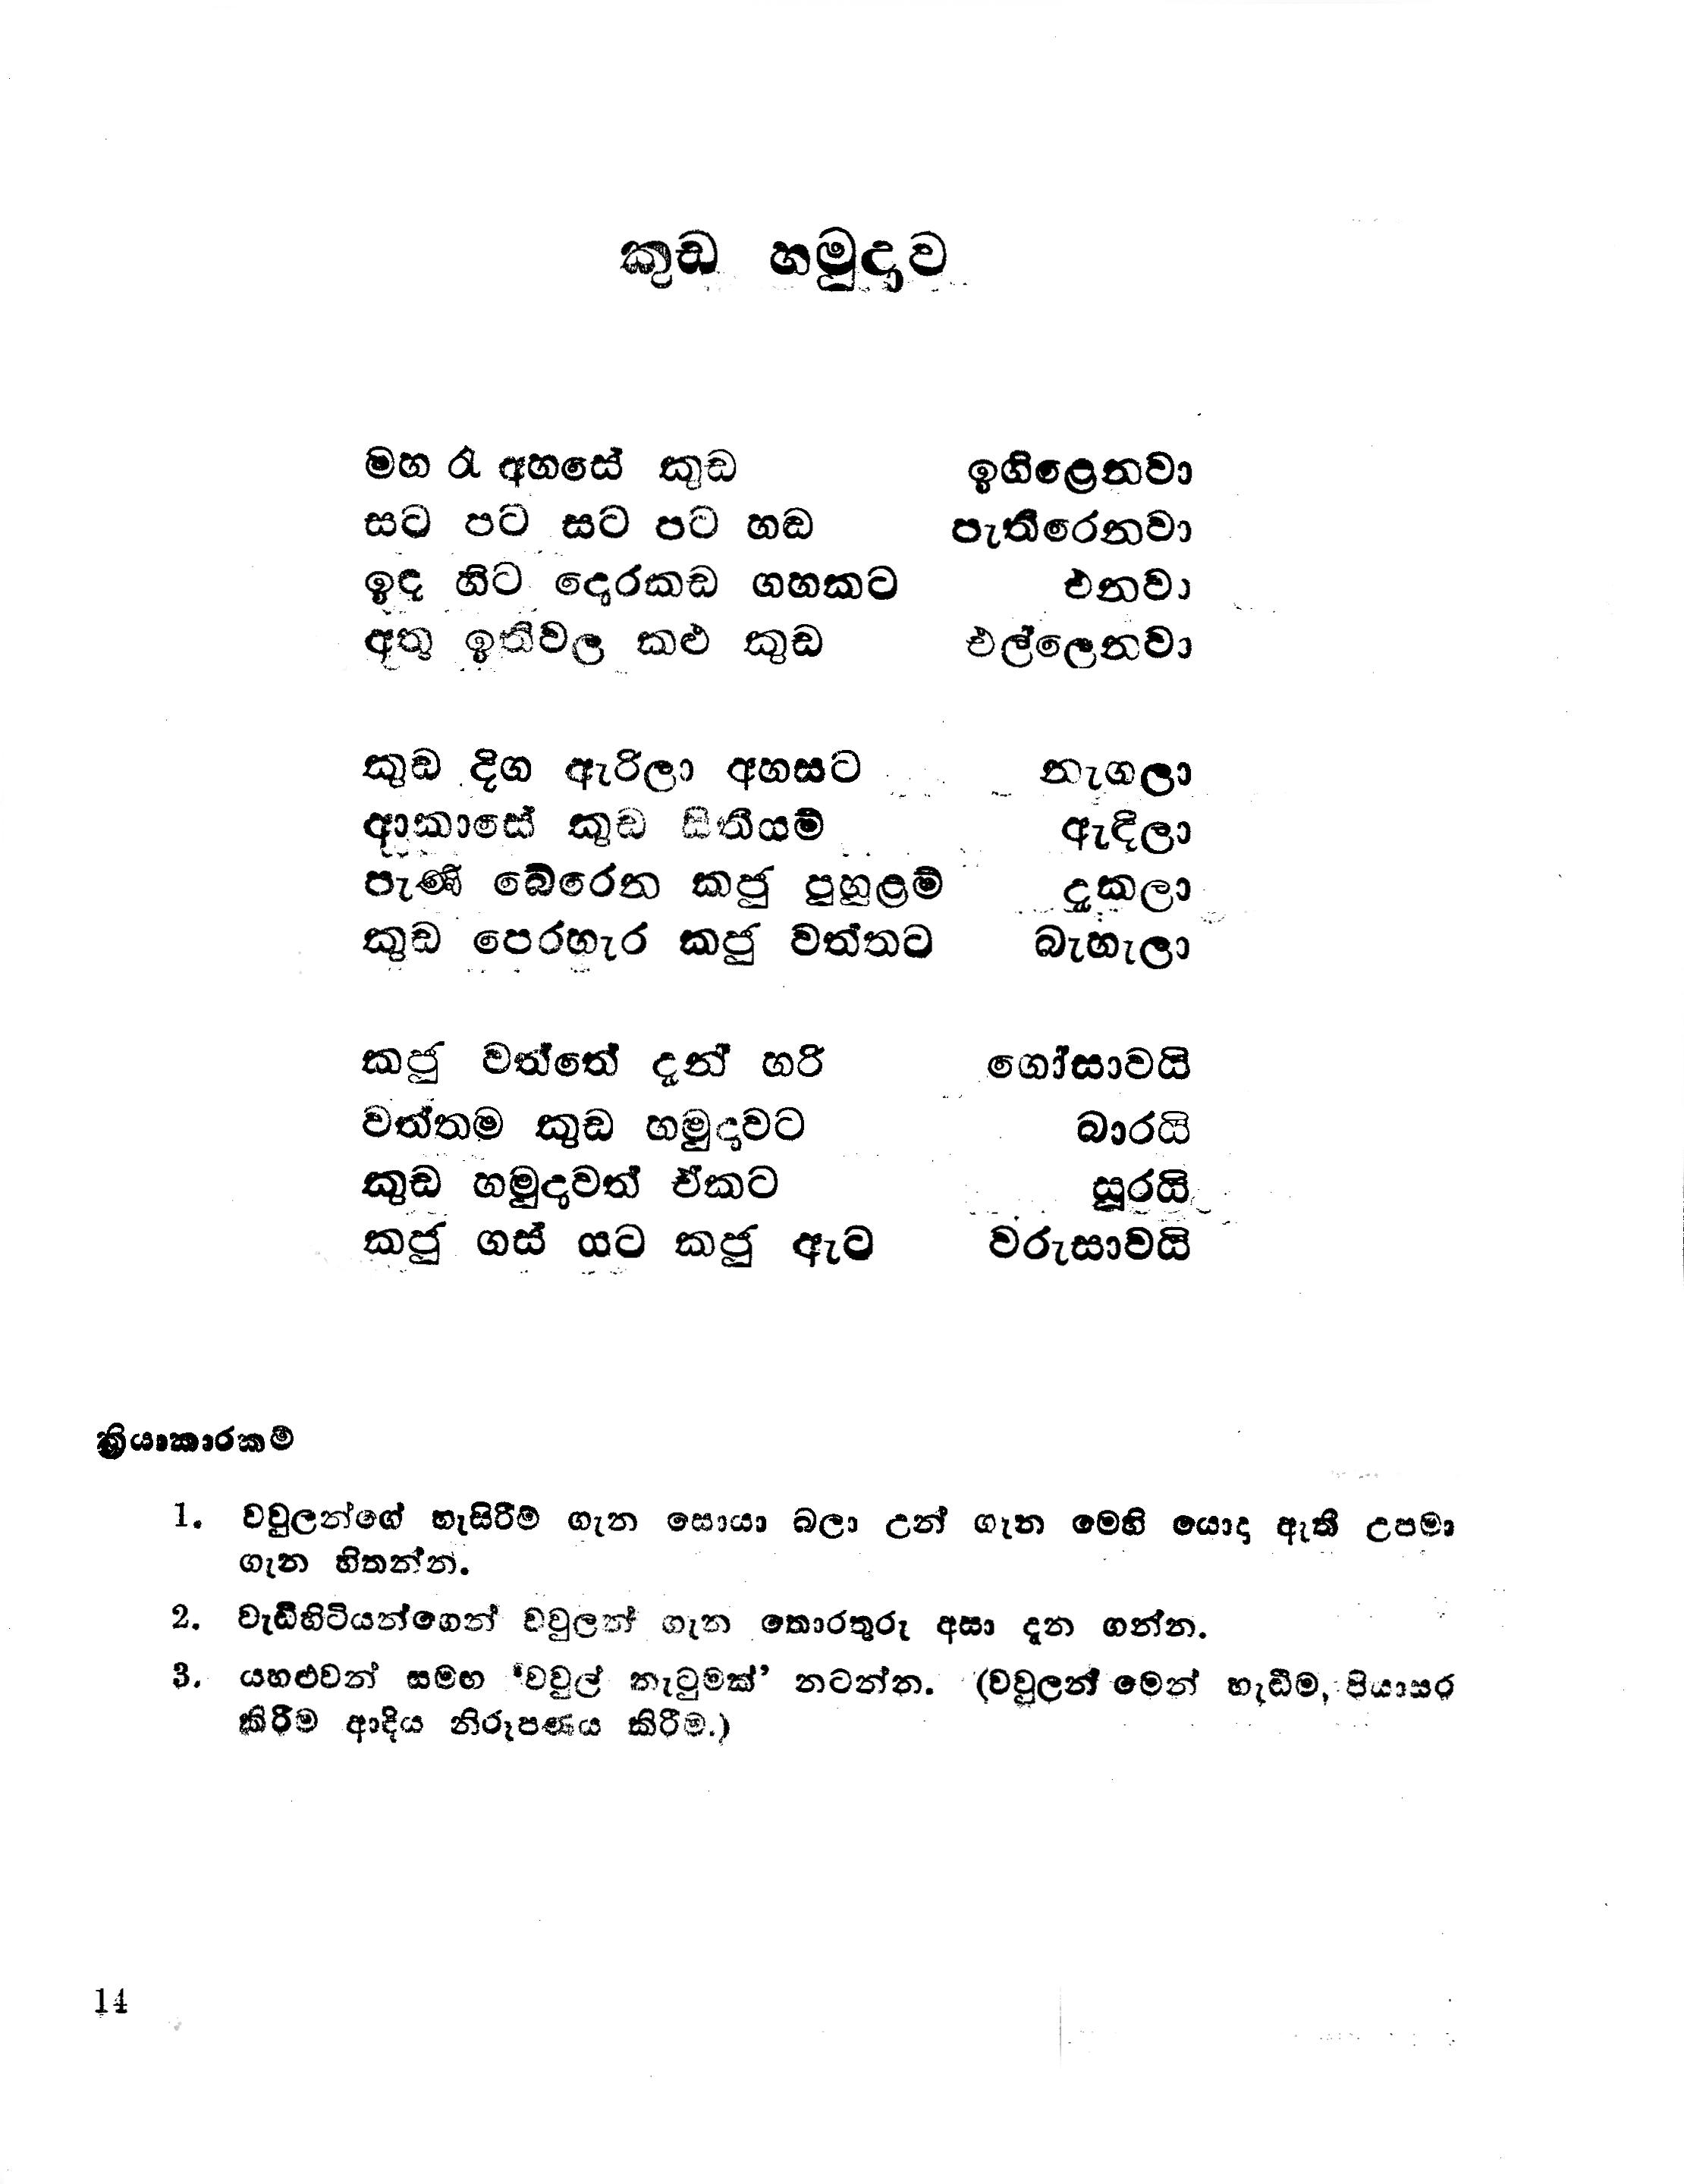 කුඩ හමුදාව
මහ රෑ අහසේ කුඩ ඉගිළෙනවා
සට පට සට පට හඬ පැතිරෙනවා
ඉඳ හිට දොරකඩ ගහකට එනවා
අතු ඉතිවල කළු කුඩ එල්ලෙනවා
කුඩ දිග ඇරිලා අහසට නැගලා
ආකාසේ කුඩ සිතියම් ඇඳිලා
පැණි බේරෙන කජු පුහුළම් දැකලා
කුඩ පෙරහැර කජු වත්තට බැහැලා
කජු වත්තේ දැන් හරි ගෝසාවයි
වත්තම කුඩ හමුදාවට බාරයි
කුඩ හමුදාවත් ඒකට සූරයි
කජු ගස් යට කජු ඇට වරුසාවයි
ක්‍රියාකාරකම්
1. වවුලන්ගේ හැසිරීම් ගැන සොයා බලා උන් ගැන මෙහි යොදා ඇති උපමා
ගැන හිතන්න.
2. වැඩිහිටියන්ගෙන් වවුලන් ගැන තොරතුරු අසා දැන ගන්න.
3. යහළුවන් සමඟ ‘වවුල් නැටුමක්’ නටන්න. (වවුලන් මෙන් හැඬීම, පියාසර
කිරීම ආදිය නිරූපණය කිරීම.)
14